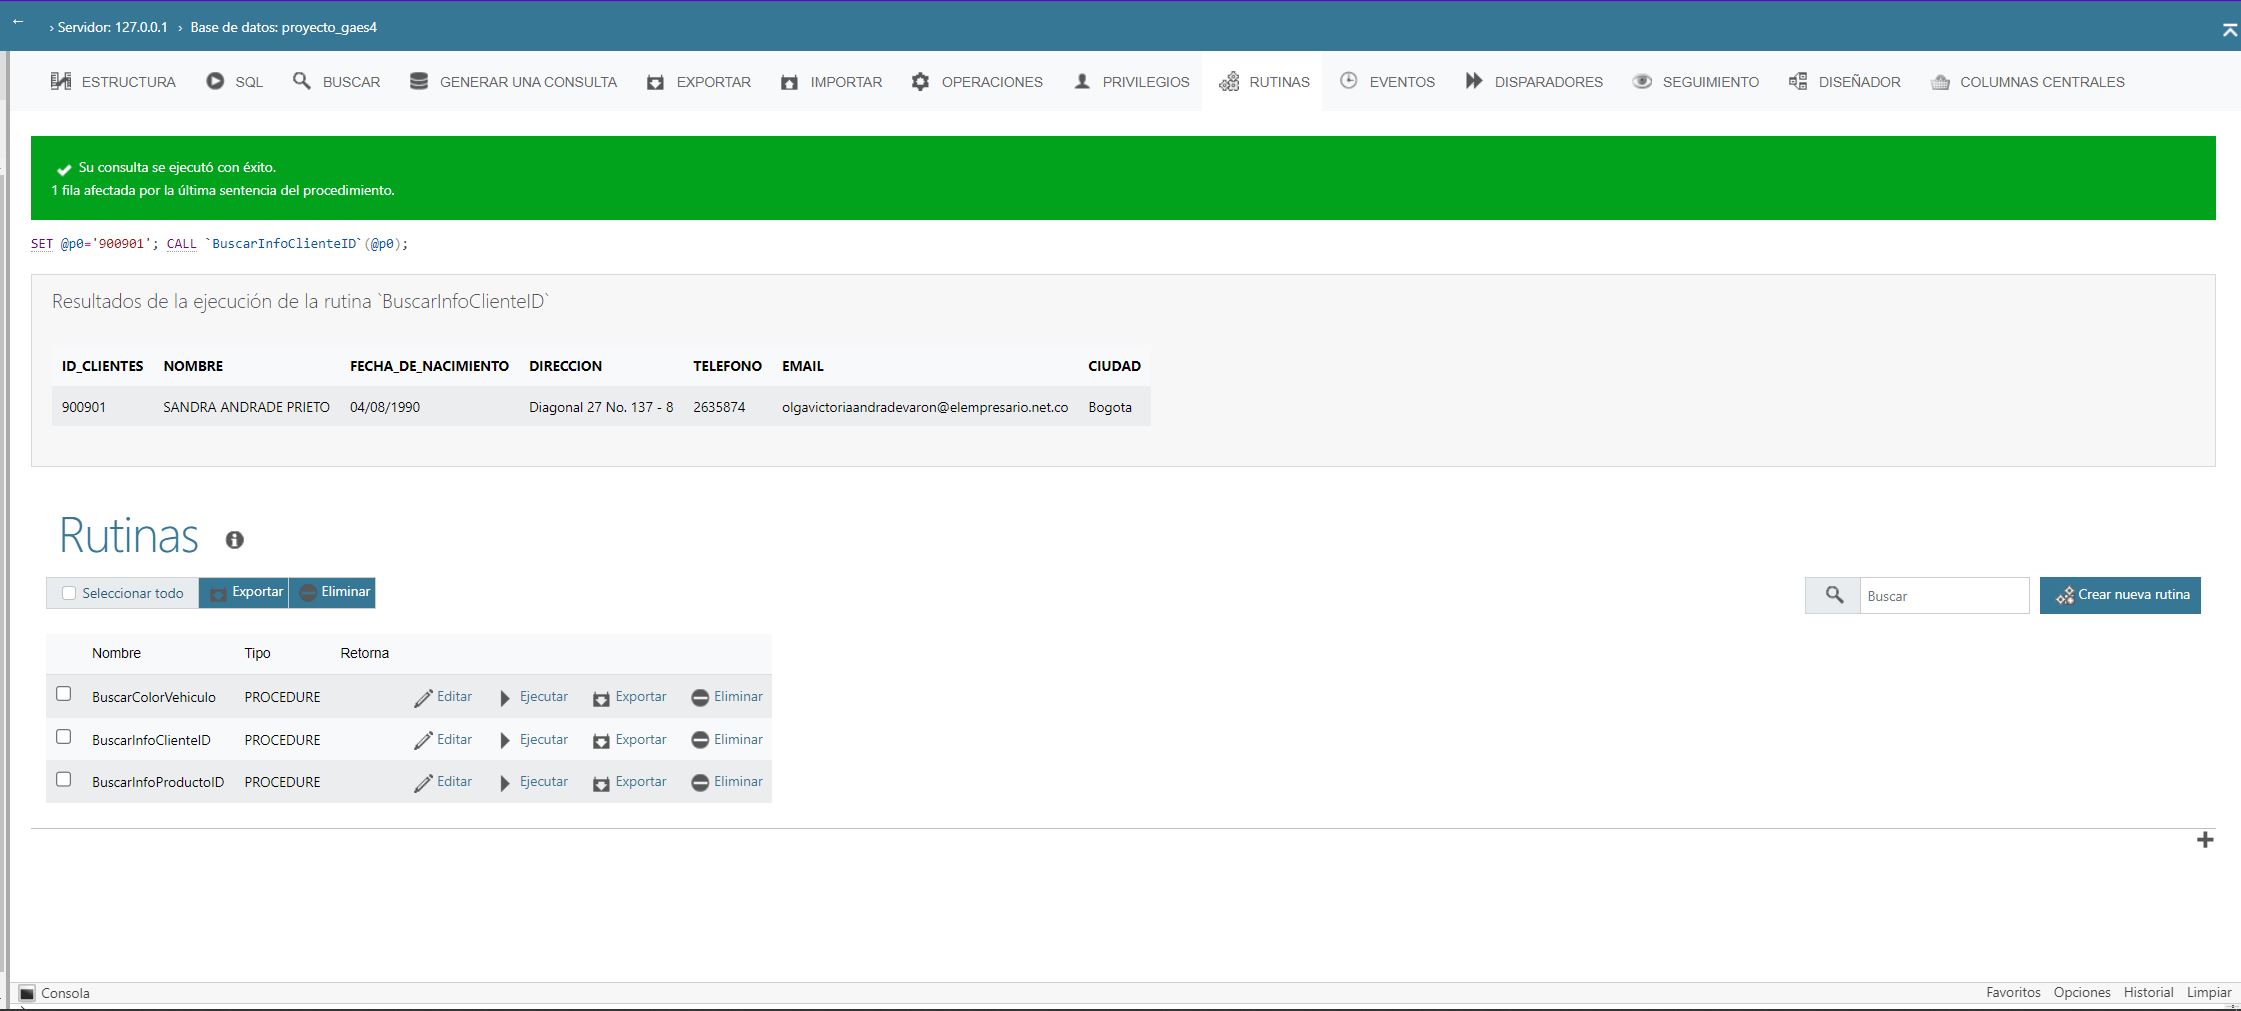 ← › Servidor: 127.0.0.1 › Base de datos: proyecto_gaes4
ESTRUCTURA SQL BUSCAR GENERAR UNA CONSULTA EXPORTAR IMPORTAR OPERACIONES PRIVILEGIOS RUTINAS EVENTOS DISPARADORES SEGUIMIENTO DISEÑADOR COLUMNAS CENTRALES
Su consulta se ejecutó con éxito.
1 fila afectada por la última sentencia del procedimiento.
SET @p0='900901'; CALL `BuscarInfoClienteID`(@p0);
Resultados de la ejecución de la rutina `BuscarInfoClienteID`
ID_CLIENTES NOMBRE FECHA_DE_NACIMIENTO DIRECCION TELEFONO EMAIL CIUDAD
900901 SANDRA ANDRADE PRIETO 04/08/1990 Diagonal 27 No. 137 - 8 2635874 olgavictoriaandradevaron@elempresario.net.co Bogota
Rutinas
Seleccionar todo Exportar Eliminar Buscar Crear nueva rutina
Nombre Tipo Retorna
BuscarColorVehiculo PROCEDURE Editar Ejecutar Exportar Eliminar
BuscarInfoClienteID PROCEDURE Editar Ejecutar Exportar Eliminar
BuscarInfoProductoID PROCEDURE Editar Ejecutar Exportar Eliminar
Consola Favoritos Opciones Historial Limpiar